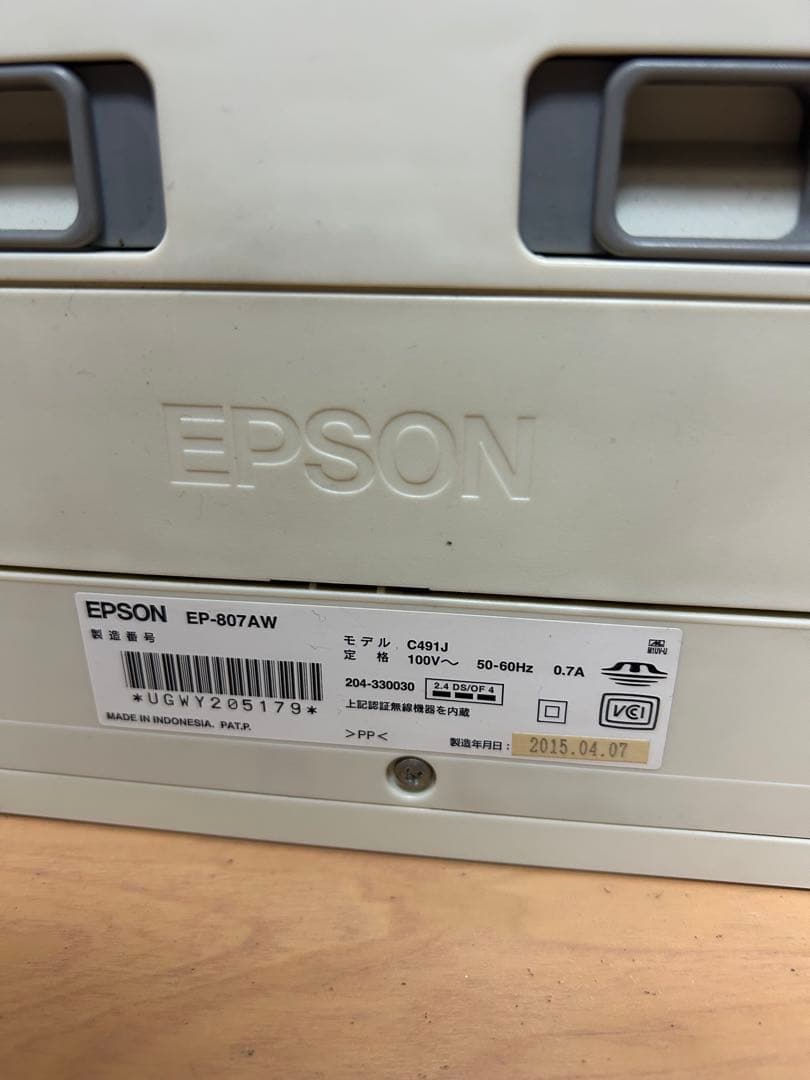 EPSON
EPSON EP-807AW
製造番号
*UGWY205179*
MADE IN INDONESIA. PAT.P.
モデル C491J
定格 100V～ 50-60Hz 0.7A
204-330030 2.4 DS/OF 4
上記認証無線機器を内蔵
>PP<
製造年月日: 2015.04.07
VCI